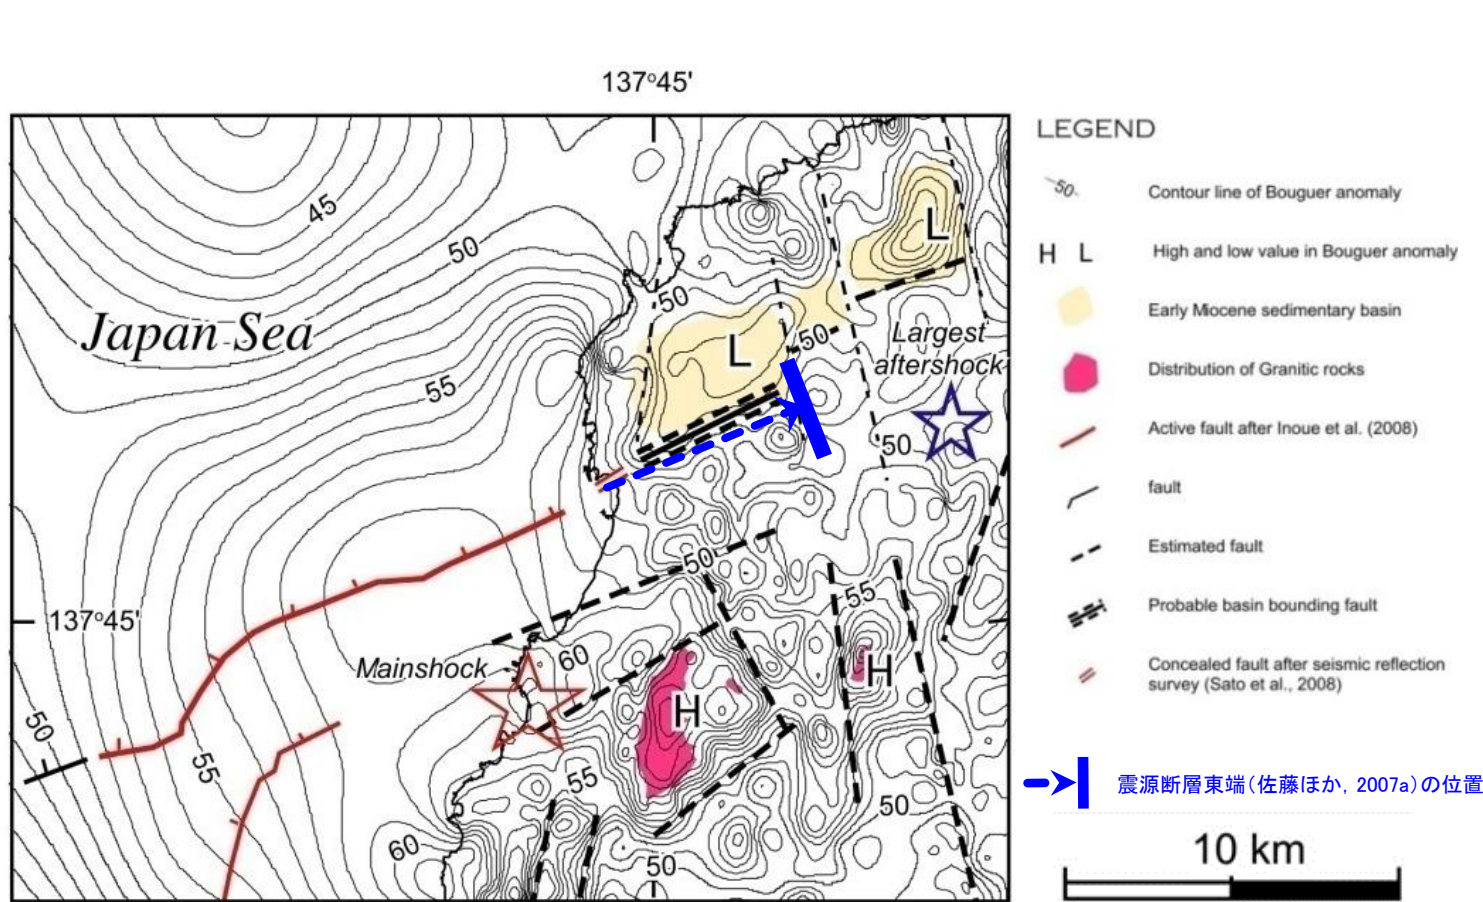 137°45'
45
50
50
Japan Sea
L
L
50
Largest
aftershock
55
50
50
55
137°45'
Mainshock
60
H
H
50
55
55
50
60
50
LEGEND
50
Contour line of Bouguer anomaly
H L
High and low value in Bouguer anomaly
Early Miocene sedimentary basin
Distribution of Granitic rocks
Active fault after Inoue et al. (2008)
fault
Estimated fault
Probable basin bounding fault
Concealed fault after seismic reflection
survey (Sato et al., 2008)
震源断層東端(佐藤ほか, 2007a)の位置
10 km